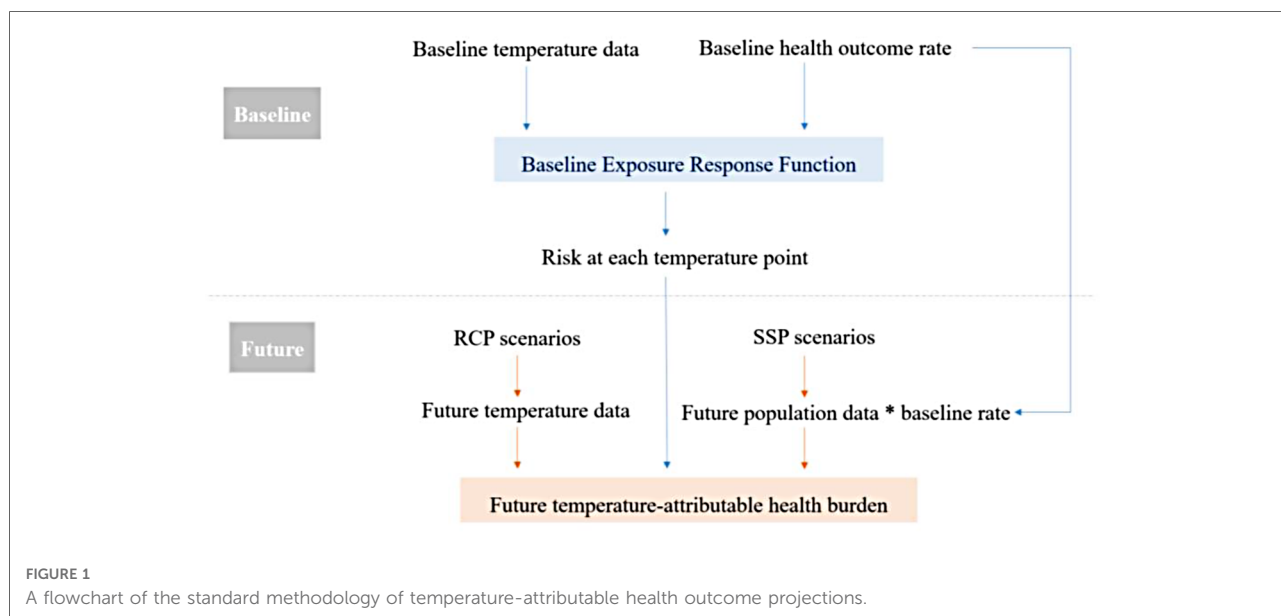 Baseline temperature data
Baseline health outcome rate
Baseline
Baseline Exposure Response Function
Risk at each temperature point
Future
RCP scenarios
SSP scenarios
Future temperature data
Future population data * baseline rate
Future temperature-attributable health burden
FIGURE 1
A flowchart of the standard methodology of temperature-attributable health outcome projections.